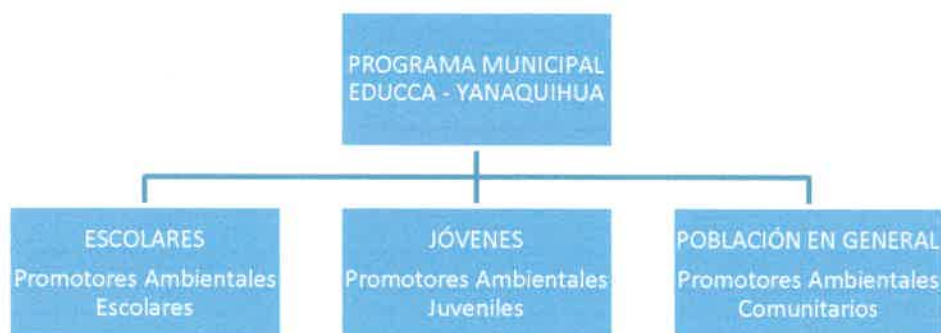 PROGRAMA MUNICIPAL
EDUCCA - YANAQUIHUA
ESCOLARES
Promotores Ambientales
Escolares
JÓVENES
Promotores Ambientales
Juveniles
POBLACIÓN EN GENERAL
Promotores Ambientales
Comunitarios